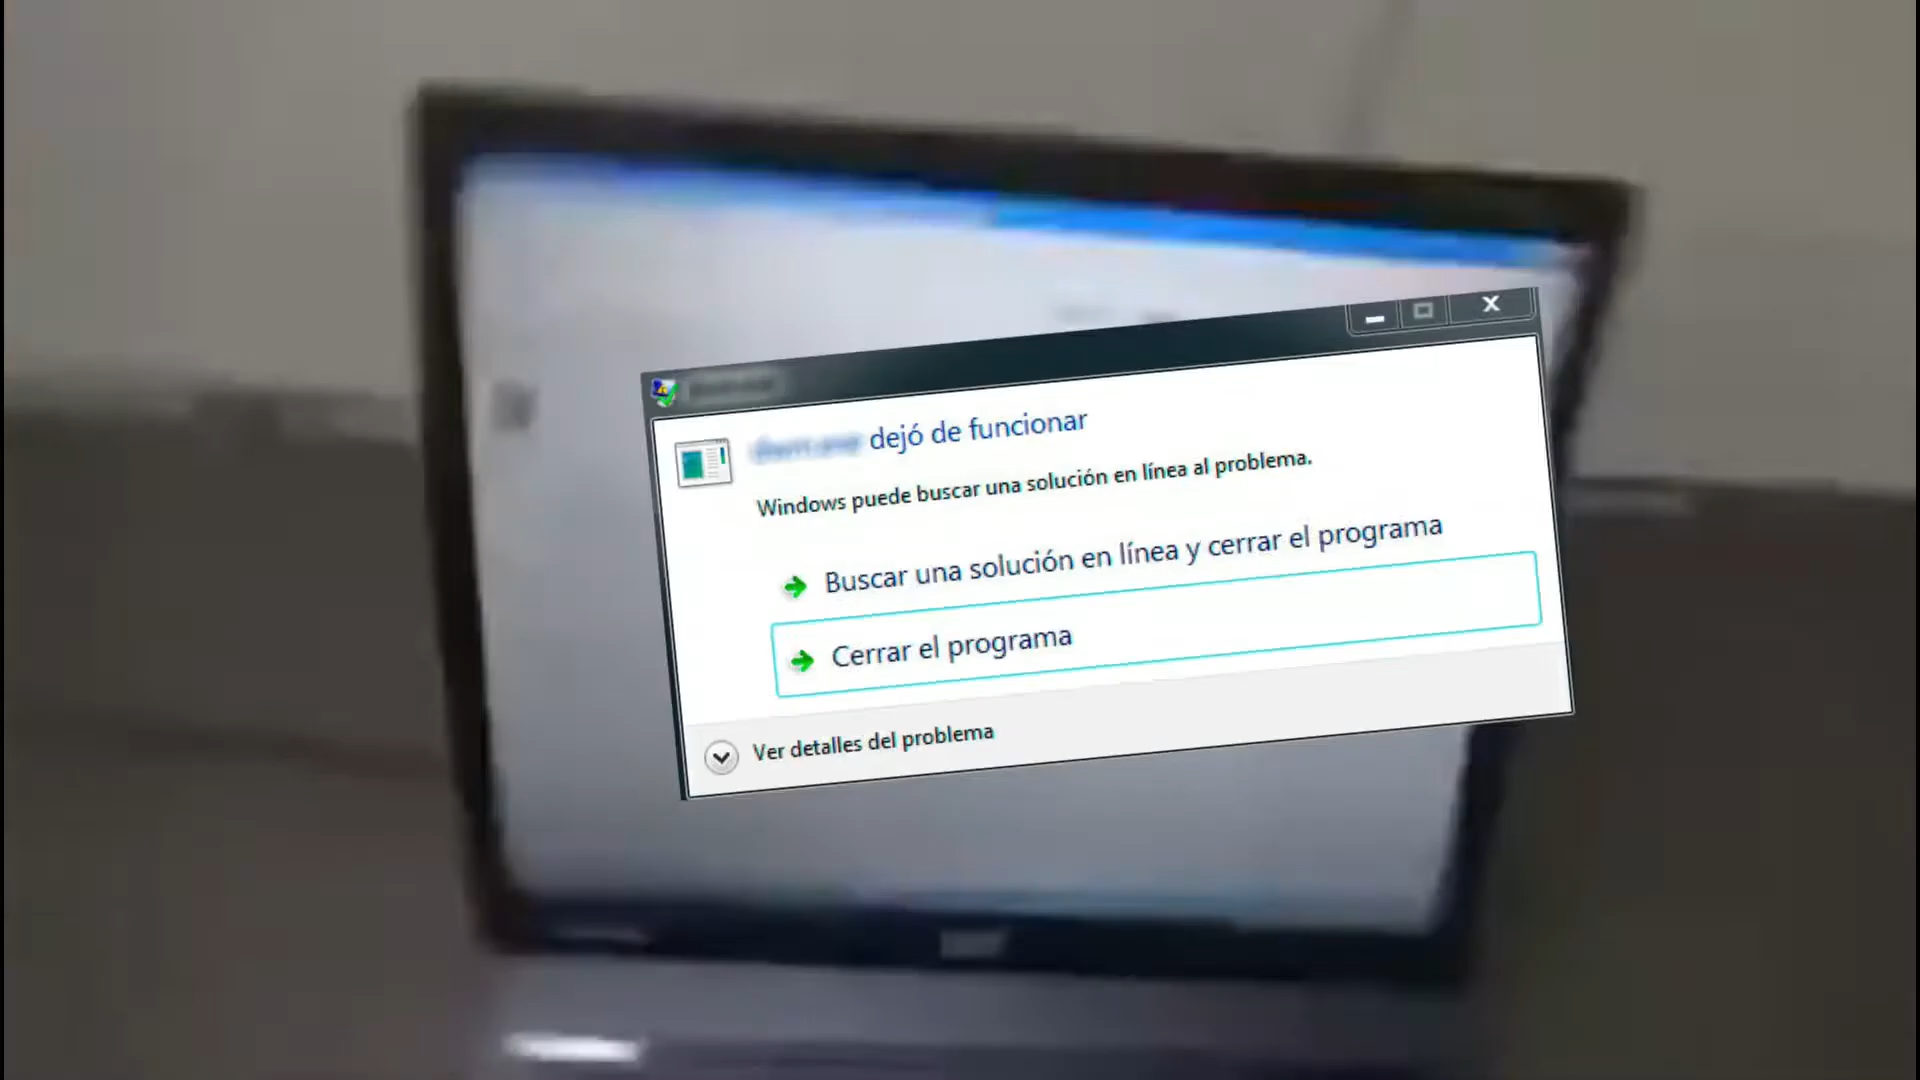 dejó de funcionar
Windows puede buscar una solución en línea al problema.
Buscar una solución en línea y cerrar el programa
Cerrar el programa
Ver detalles del problema